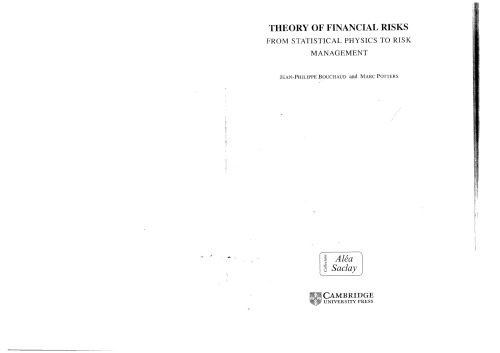 THEORY OF FINANCIAL RISKS
FROM STATISTICAL PHYSICS TO RISK
MANAGEMENT
JEAN-PHILIPPE BOUCHAUD and MARC POTTERS
Collection
Aléa
Saclay
CAMBRIDGE
UNIVERSITY PRESS